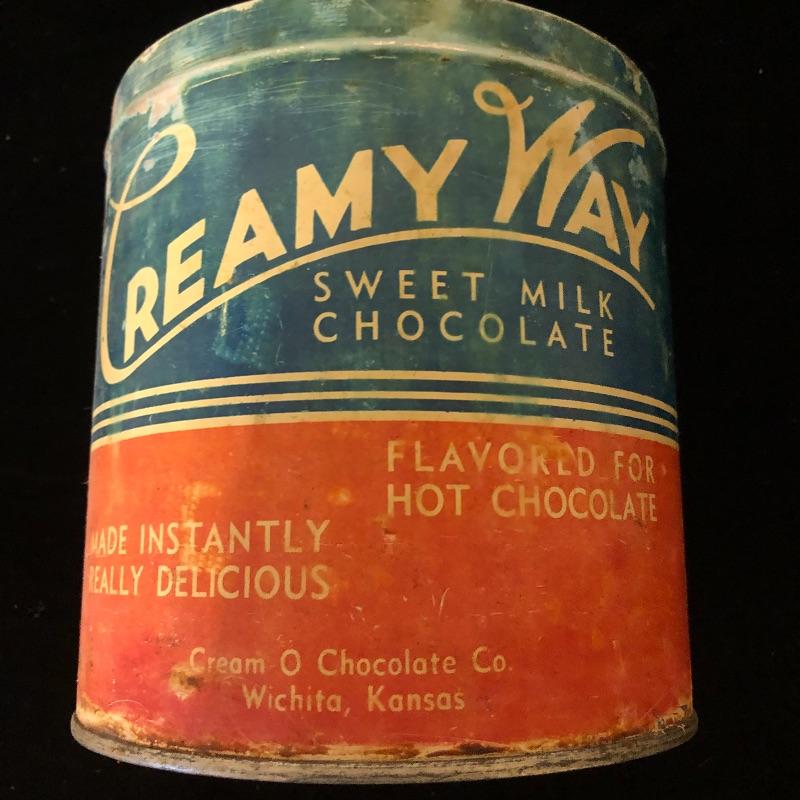 CREAMY WAY
SWEET MILK
CHOCOLATE
FLAVORED FOR
HOT CHOCOLATE
MADE INSTANTLY
REALLY DELICIOUS
Cream O Chocolate Co.
Wichita, Kansas